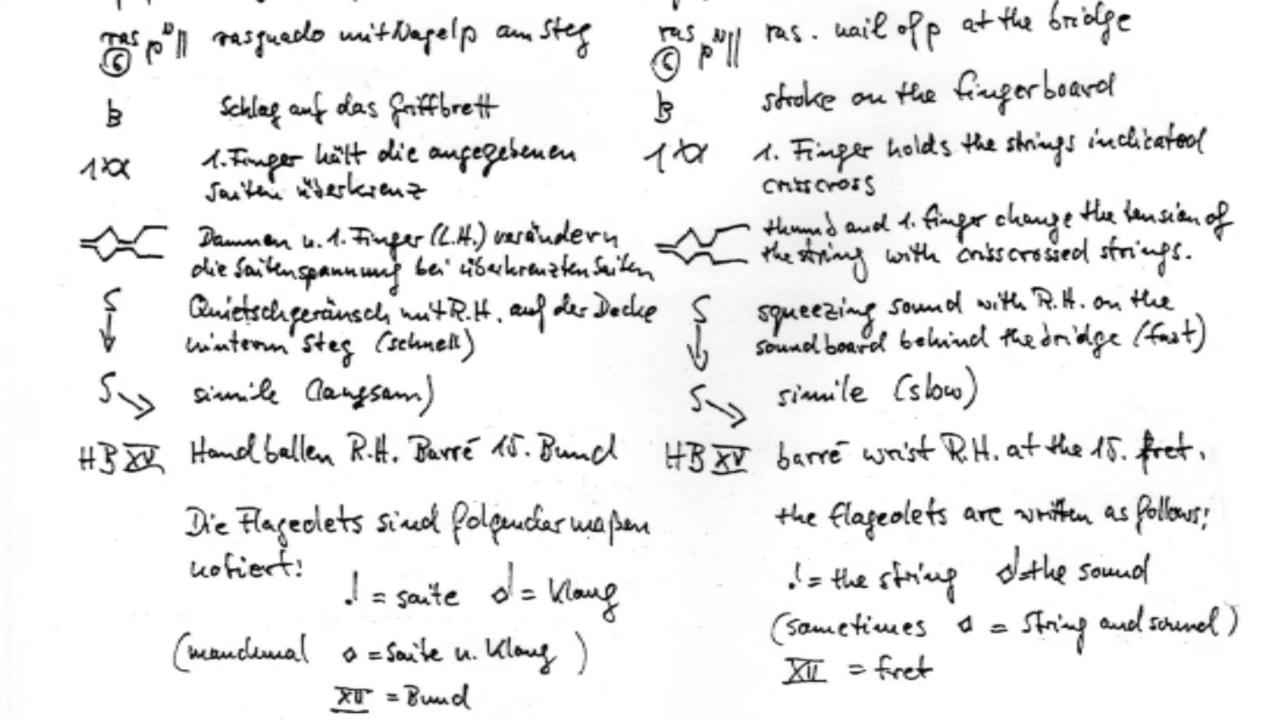 ras p N || rasguado mit Nagel p am Steg
⑥
b Schlag auf das Griffbrett
1 1. Finger hält die angegebenen
Saiten überkreuz
Daumen u. 1. Finger (L.H.) verändern
die Saitenspannung bei überkreuzten Saiten
S Quietschgeräusch mit R.H. auf der Decke
↓ hinterm Steg (schnell)
S↘ simile (langsam)
HB XV Handballen R.H. Barré 15. Bund
Die Flageolets sind folgendermaßen
notiert:
= saite = Klang
(manchmal ⋄ = Saite u. Klang)
XII = Bund
ras p N || ras. nail of p at the bridge
⑥
b stroke on the fingerboard
1 1. Finger holds the strings indicated
crisscross
thumb and 1. finger change the tension of
the string with crisscrossed strings.
S squeezing sound with R.H. on the
↓ soundboard behind the bridge (fast)
S↘ simile (slow)
HB XV barré wrist R.H. at the 15. fret.
the flageolets are written as follows:
= the string = the sound
(sometimes ⋄ = string and sound)
XII = fret